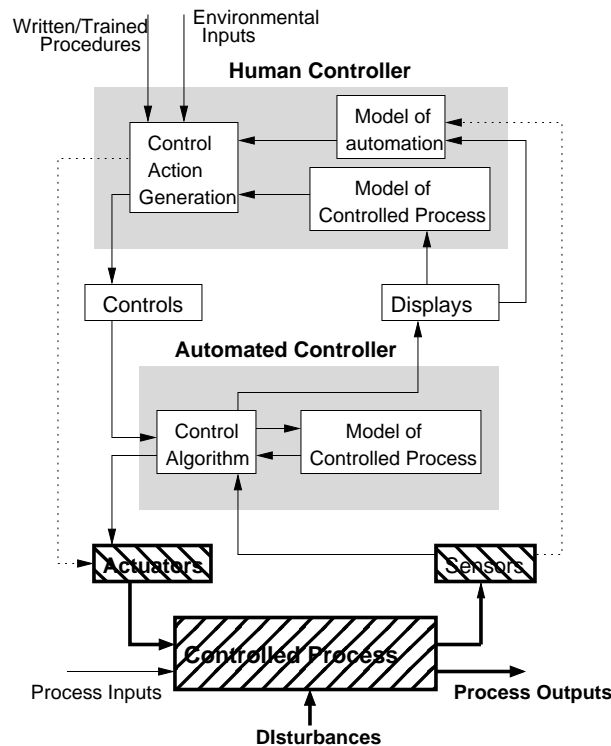 Written/Trained
Procedures
Environmental
Inputs
Human Controller
Control
Action
Generation
Model of
automation
Model of
Controlled Process
Controls
Displays
Automated Controller
Control
Algorithm
Model of
Controlled Process
Actuators
Sensors
Controlled Process
Process Inputs
Process Outputs
DIsturbances